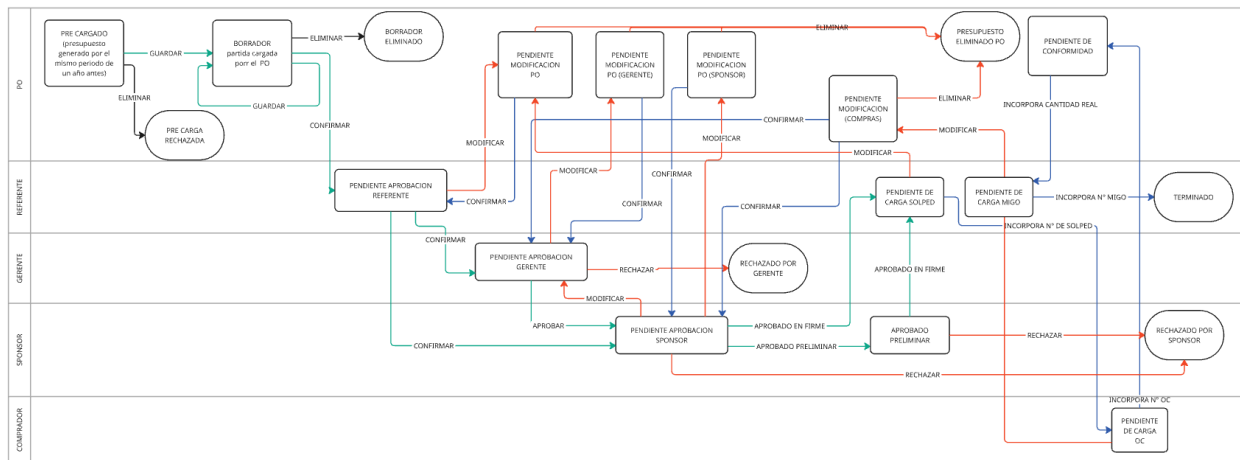 PO
PRE CARGADO
(presupuesto
generado por el
mismo periodo de
un año antes)
GUARDAR
ELIMINAR
PRE CARGA
RECHAZADA
BORRADOR
partida cargada
porr el PO
GUARDAR
ELIMINAR
BORRADOR
ELIMINADO
CONFIRMAR
PENDIENTE
MODIFICACION
PO
PENDIENTE
MODIFICACION
PO (GERENTE)
PENDIENTE
MODIFICACION
PO (SPONSOR)
ELIMINAR
PRESUPUESTO
ELIMINADO PO
PENDIENTE DE
CONFORMIDAD
PENDIENTE
MODIFICACION
(COMPRAS)
ELIMINAR
INCORPORA CANTIDAD REAL
CONFIRMAR
MODIFICAR
MODIFICAR
MODIFICAR
MODIFICAR
REFERENTE
PENDIENTE APROBACION
REFERENTE
CONFIRMAR
MODIFICAR
CONFIRMAR
CONFIRMAR
CONFIRMAR
PENDIENTE DE
CARGA SOLPED
PENDIENTE DE
CARGA MIGO
INCORPORA Nº MIGO
TERMINADO
INCORPORA Nº DE SOLPED
GERENTE
CONFIRMAR
PENDIENTE APROBACION
GERENTE
RECHAZAR
RECHAZADO POR
GERENTE
APROBADO EN FIRME
MODIFICAR
SPONSOR
CONFIRMAR
APROBAR
PENDIENTE APROBACION
SPONSOR
APROBADO EN FIRME
APROBADO PRELIMINAR
APROBADO
PRELIMINAR
RECHAZAR
RECHAZADO POR
SPONSOR
RECHAZAR
COMPRADOR
INCORPORA Nº OC
PENDIENTE
DE CARGA
OC